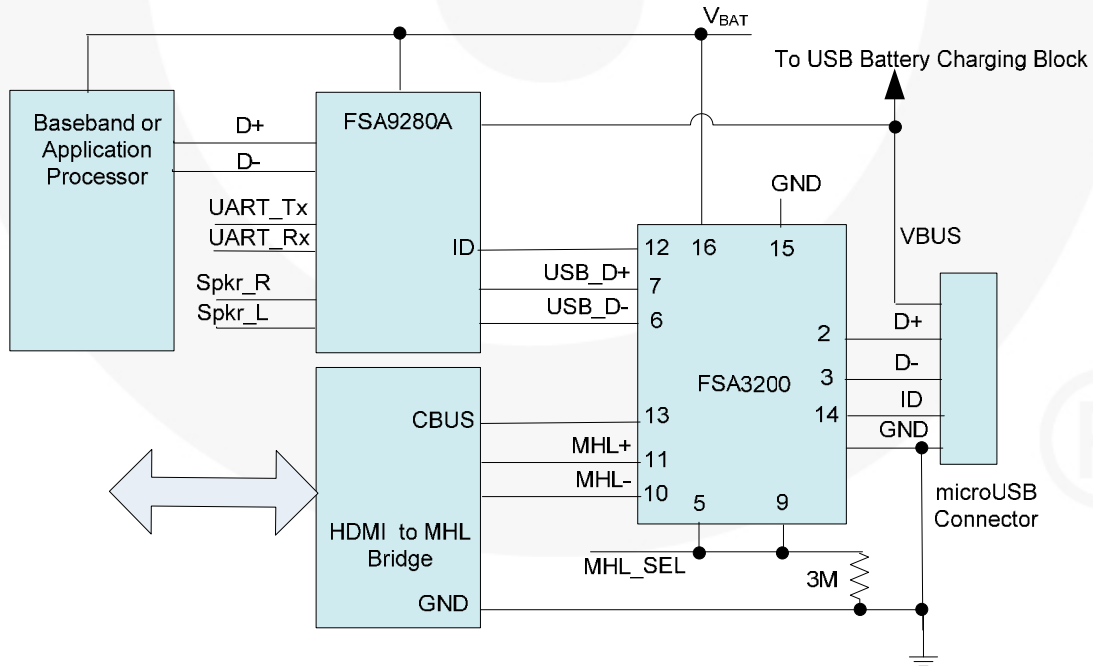 V_BAT
To USB Battery Charging Block
Baseband or
Application
Processor
D+
D-
FSA9280A
UART_Tx
UART_Rx
Spkr_R
Spkr_L
ID
USB_D+
USB_D-
GND
12
16
15
7
6
2
3
14
FSA3200
13
11
10
5
9
VBUS
D+
D-
ID
GND
microUSB
Connector
CBUS
MHL+
MHL-
HDMI to MHL
Bridge
GND
MHL_SEL
3M